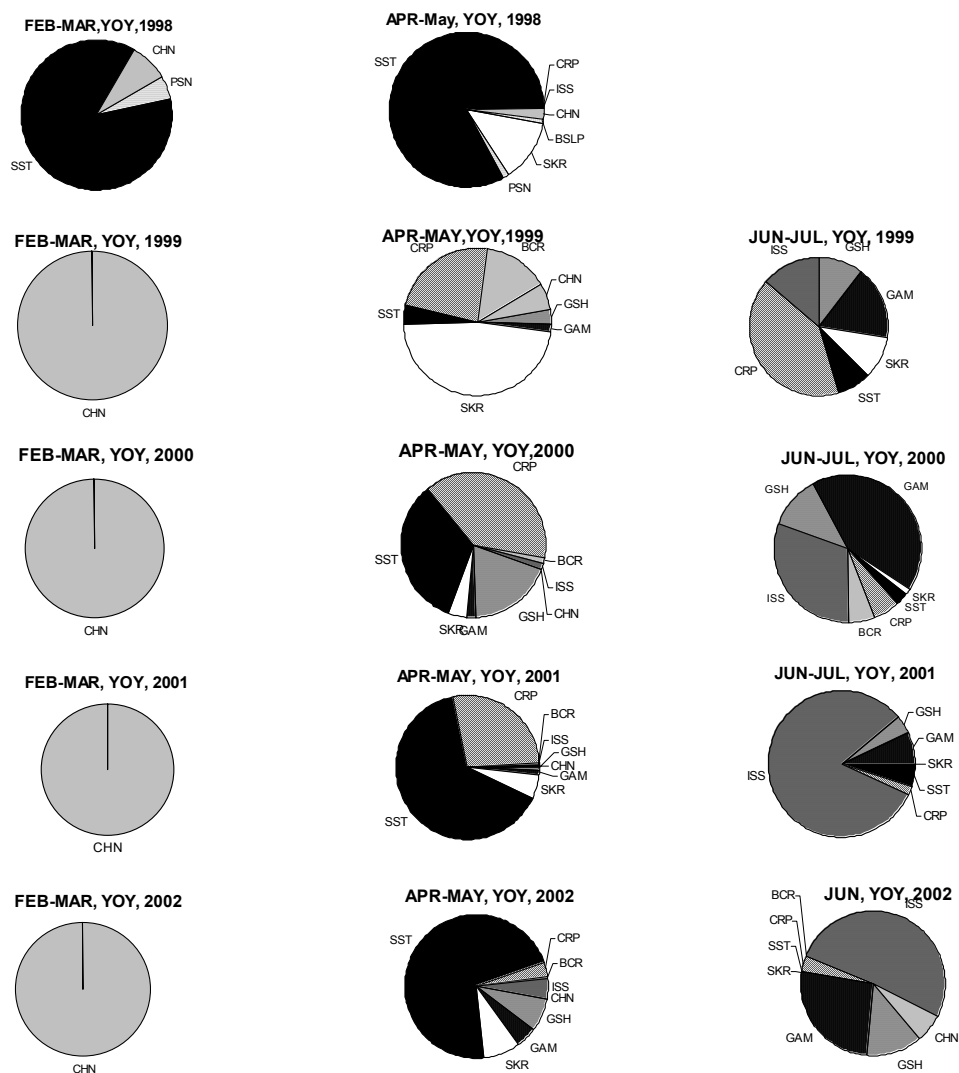 FEB-MAR,YOY,1998
CHN
PSN
SST
APR-May, YOY, 1998
SST
CRP
ISS
CHN
BSLP
SKR
PSN
FEB-MAR, YOY, 1999
CHN
APR-MAY,YOY,1999
CRP
BCR
CHN
GSH
GAM
SST
SKR
JUN-JUL, YOY, 1999
ISS
GSH
GAM
SKR
CRP
SST
FEB-MAR, YOY, 2000
CHN
APR-MAY, YOY,2000
CRP
SST
BCR
ISS
CHN
GSH
SKR
GAM
JUN-JUL, YOY, 2000
GAM
GSH
ISS
SKR
SST
CRP
BCR
FEB-MAR, YOY, 2001
CHN
APR-MAY, YOY, 2001
CRP
BCR
ISS
GSH
CHN
GAM
SKR
SST
JUN-JUL, YOY, 2001
GSH
GAM
SKR
SST
CRP
ISS
FEB-MAR, YOY, 2002
CHN
APR-MAY, YOY, 2002
SST
CRP
BCR
ISS
CHN
GSH
GAM
SKR
JUN, YOY, 2002
ISS
BCR
CRP
SST
SKR
GAM
CHN
GSH